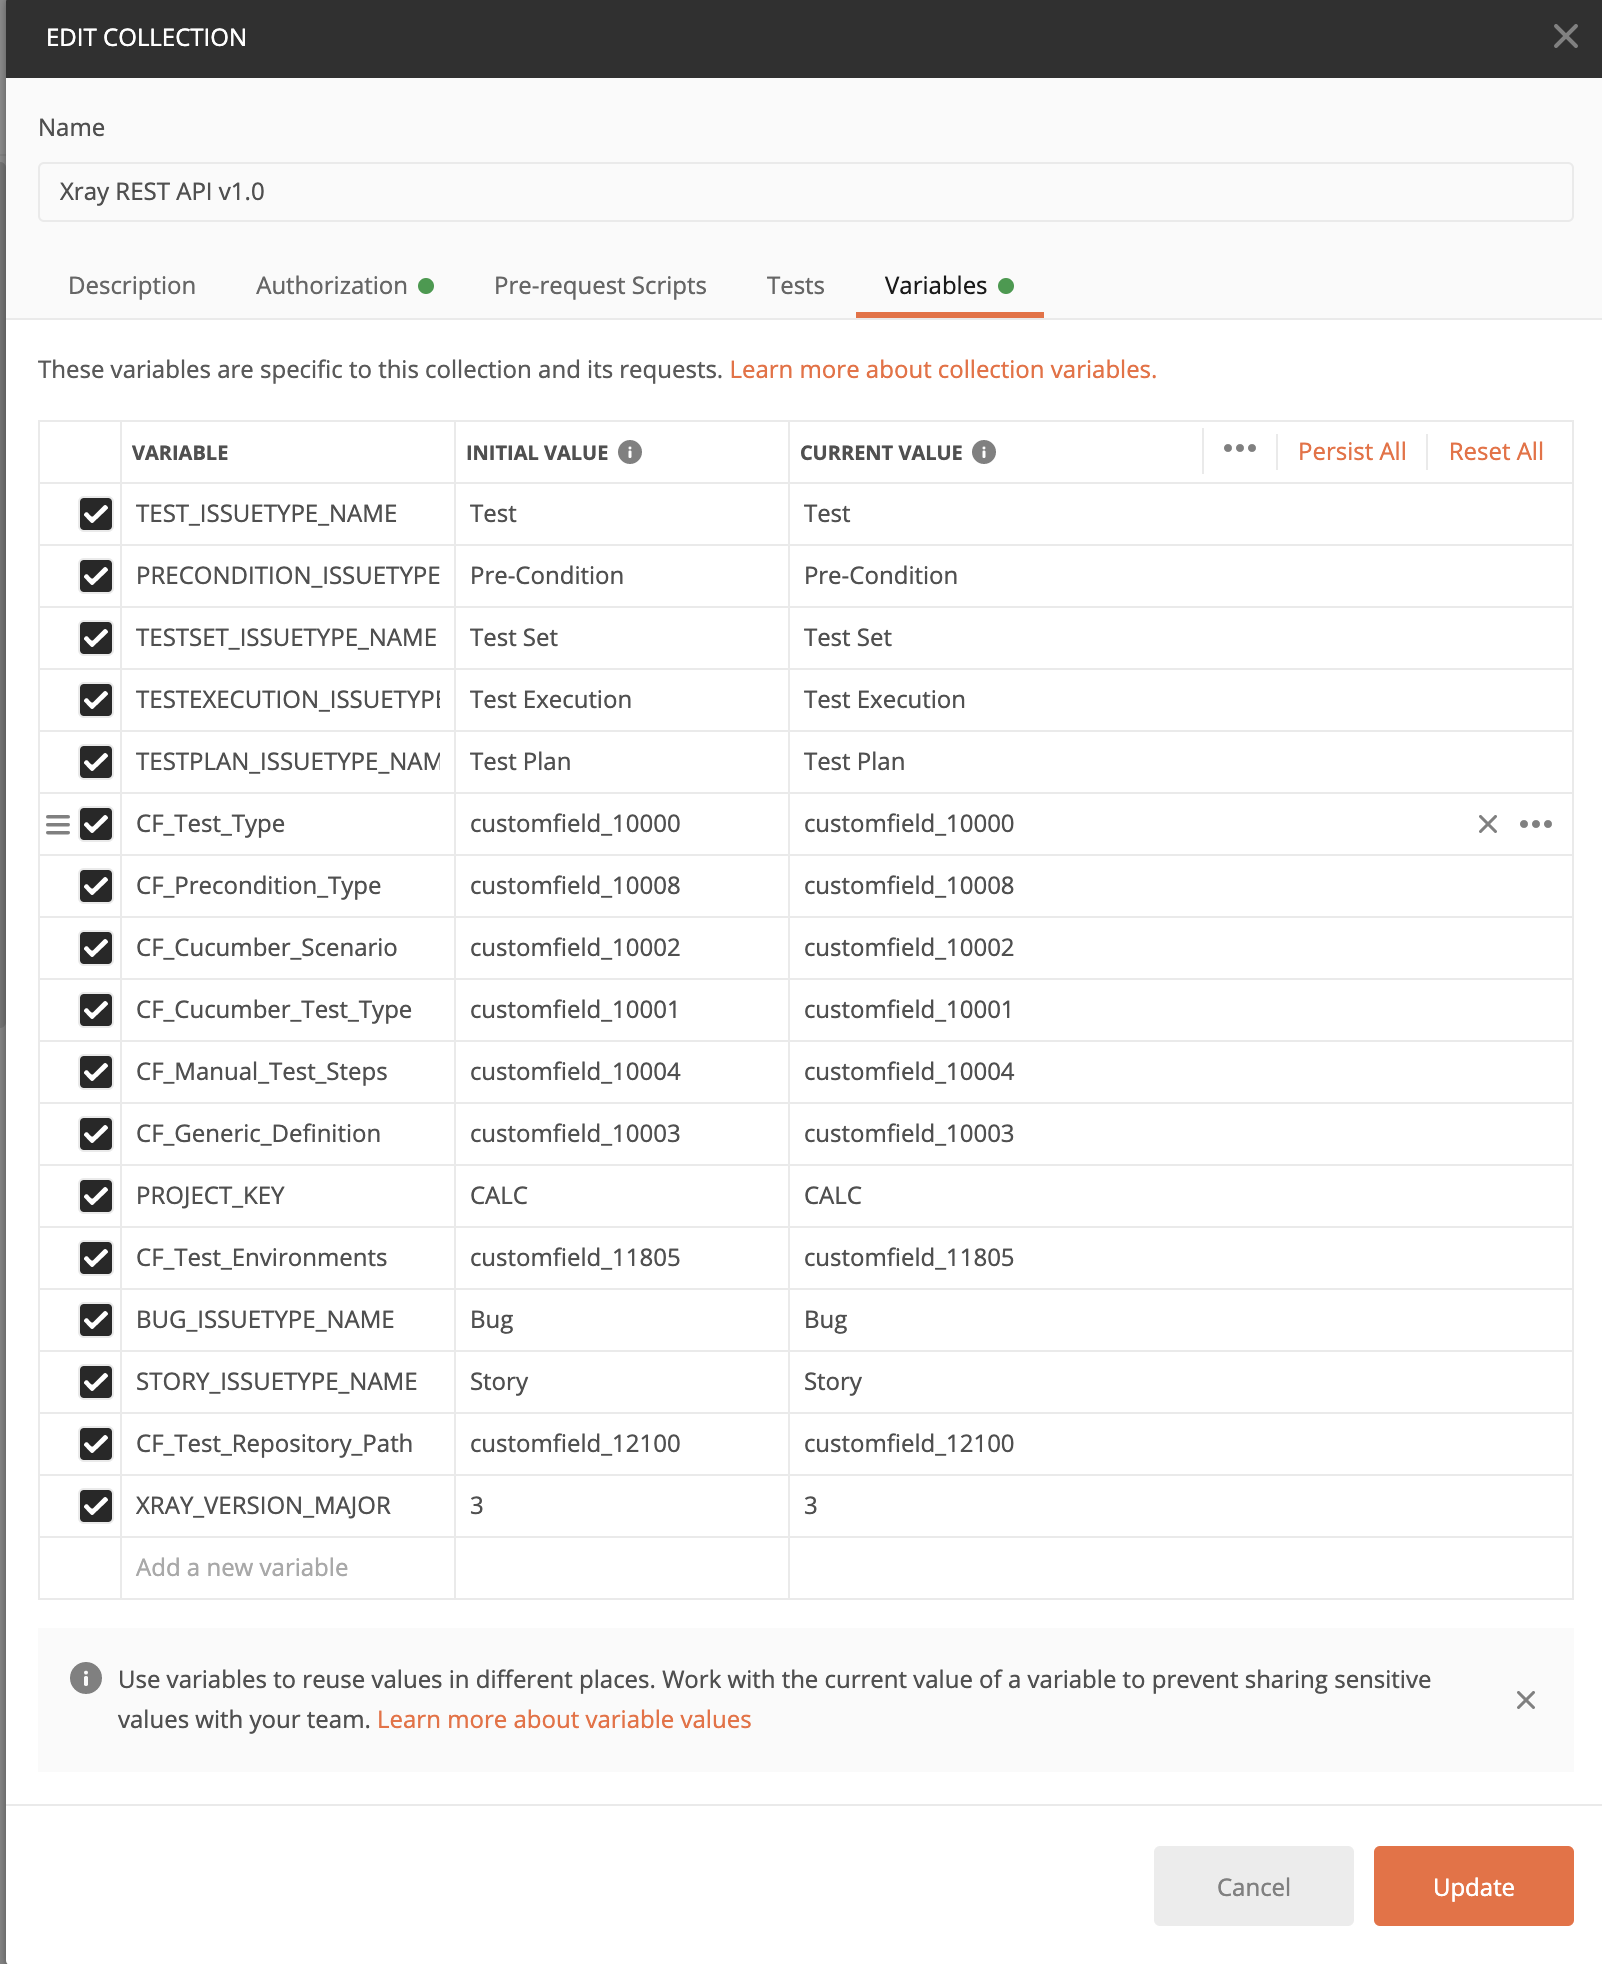 EDIT COLLECTION
Name
Xray REST API v1.0
Description Authorization Pre-request Scripts Tests Variables
These variables are specific to this collection and its requests. Learn more about collection variables.
VARIABLE INITIAL VALUE CURRENT VALUE Persist All Reset All
TEST_ISSUETYPE_NAME Test Test
PRECONDITION_ISSUETYPE Pre-Condition Pre-Condition
TESTSET_ISSUETYPE_NAME Test Set Test Set
TESTEXECUTION_ISSUETYPE Test Execution Test Execution
TESTPLAN_ISSUETYPE_NAM Test Plan Test Plan
CF_Test_Type customfield_10000 customfield_10000
CF_Precondition_Type customfield_10008 customfield_10008
CF_Cucumber_Scenario customfield_10002 customfield_10002
CF_Cucumber_Test_Type customfield_10001 customfield_10001
CF_Manual_Test_Steps customfield_10004 customfield_10004
CF_Generic_Definition customfield_10003 customfield_10003
PROJECT_KEY CALC CALC
CF_Test_Environments customfield_11805 customfield_11805
BUG_ISSUETYPE_NAME Bug Bug
STORY_ISSUETYPE_NAME Story Story
CF_Test_Repository_Path customfield_12100 customfield_12100
XRAY_VERSION_MAJOR 3 3
Add a new variable
Use variables to reuse values in different places. Work with the current value of a variable to prevent sharing sensitive
values with your team. Learn more about variable values
Cancel Update